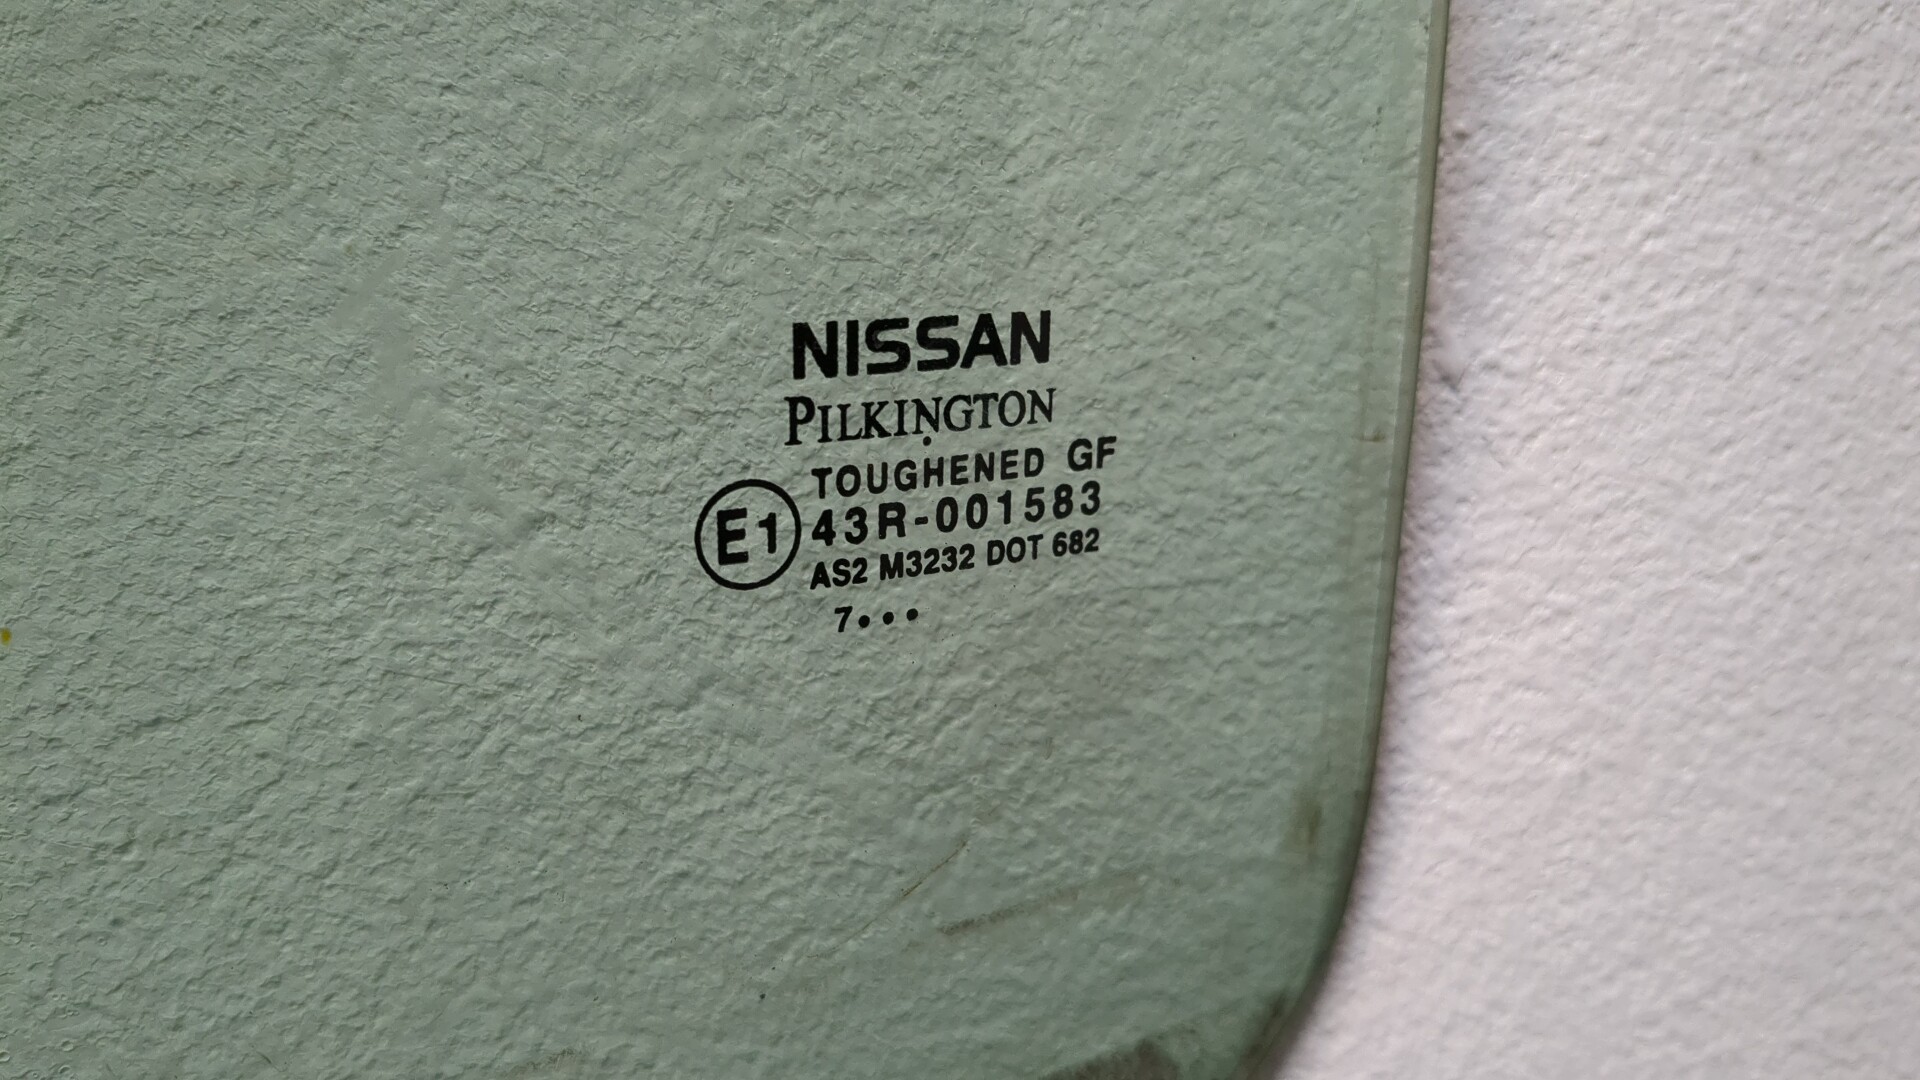 NISSAN
PILKINGTON
TOUGHENED GF
E1 43R-001583
AS2 M3232 DOT 682
7•••